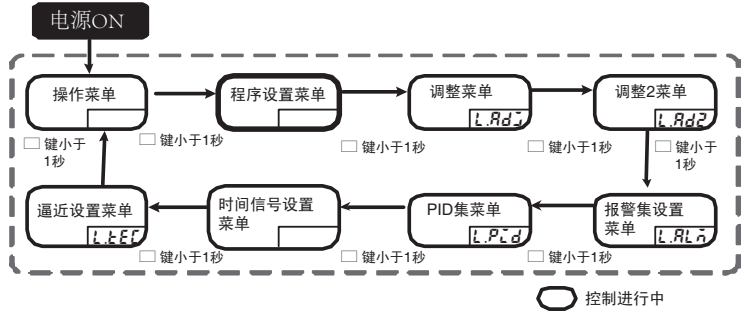 电源ON
操作菜单
程序设置菜单
调整菜单
L.Adj
调整2菜单
L.Ad2
□ 键小于
1秒
□ 键小于1秒
□ 键小于1秒
□ 键小于1秒
□ 键小于
1秒
逼近设置菜单
L.tEC
时间信号设置
菜单
PID集菜单
L.Pid
报警集设置
菜单
L.ALm
□ 键小于1秒
□ 键小于1秒
□ 键小于1秒
控制进行中